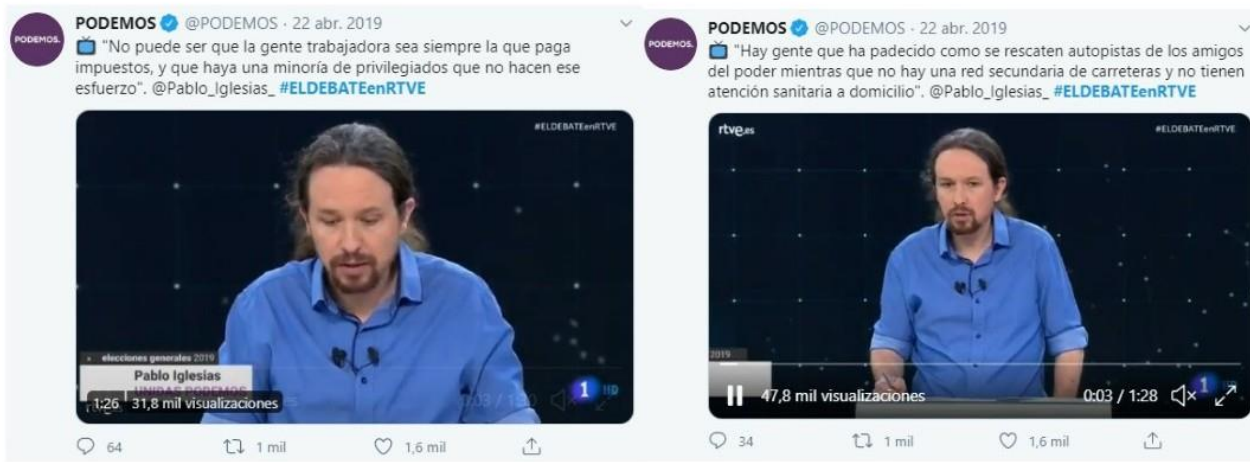 PODEMOS @PODEMOS · 22 abr. 2019
PODEMOS.
"No puede ser que la gente trabajadora sea siempre la que paga
impuestos, y que haya una minoría de privilegiados que no hacen ese
esfuerzo". @Pablo_Iglesias_ #ELDEBATEenRTVE
#ELDEBATEenRTVE
elecciones generales 2019
Pablo Iglesias
UNIDAS PODEMOS
1:26 31,8 mil visualizaciones
1
HD
64 1 mil 1,6 mil
PODEMOS @PODEMOS · 22 abr. 2019
PODEMOS.
"Hay gente que ha padecido como se rescaten autopistas de los amigos
del poder mientras que no hay una red secundaria de carreteras y no tienen
atención sanitaria a domicilio". @Pablo_Iglesias_ #ELDEBATEenRTVE
rtve.es
#ELDEBATEenRTVE
2019
47,8 mil visualizaciones 0:03 / 1:28
1
34 1 mil 1,6 mil